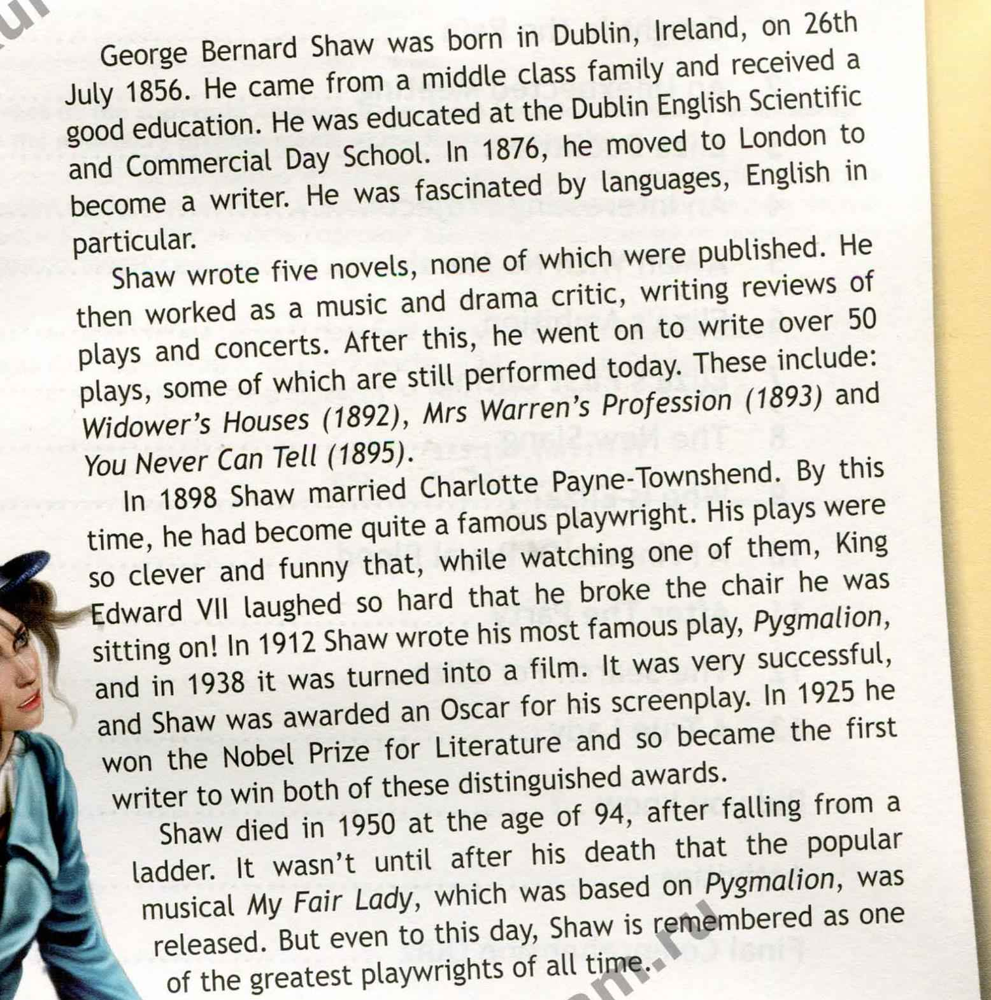 George Bernard Shaw was born in Dublin, Ireland, on 26th
July 1856. He came from a middle class family and received a
good education. He was educated at the Dublin English Scientific
and Commercial Day School. In 1876, he moved to London to
become a writer. He was fascinated by languages, English in
particular.
Shaw wrote five novels, none of which were published. He
then worked as a music and drama critic, writing reviews of
plays and concerts. After this, he went on to write over 50
plays, some of which are still performed today. These include:
Widower's Houses (1892), Mrs Warren's Profession (1893) and
You Never Can Tell (1895).
In 1898 Shaw married Charlotte Payne-Townshend. By this
time, he had become quite a famous playwright. His plays were
so clever and funny that, while watching one of them, King
Edward VII laughed so hard that he broke the chair he was
sitting on! In 1912 Shaw wrote his most famous play, Pygmalion,
and in 1938 it was turned into a film. It was very successful,
and Shaw was awarded an Oscar for his screenplay. In 1925 he
won the Nobel Prize for Literature and so became the first
writer to win both of these distinguished awards.
Shaw died in 1950 at the age of 94, after falling from a
ladder. It wasn't until after his death that the popular
musical My Fair Lady, which was based on Pygmalion, was
released. But even to this day, Shaw is remembered as one
of the greatest playwrights of all time.